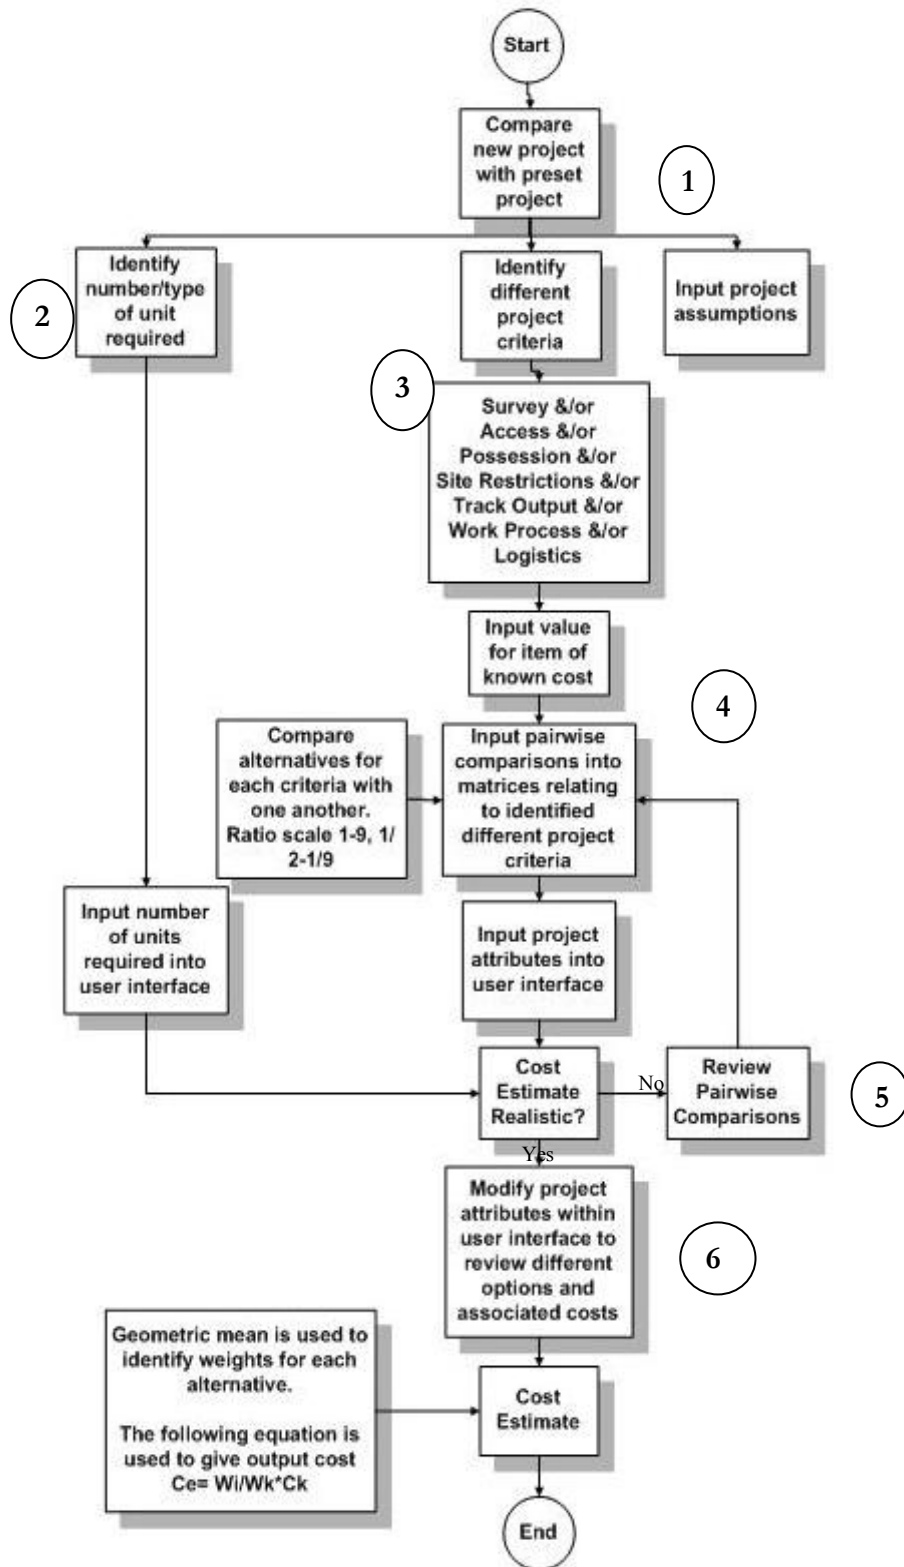 Start
Compare
new project
with preset
project
1
Identify
number/type
of unit
required
2
Identify
different
project
criteria
Input project
assumptions
3
Survey &/or
Access &/or
Possession &/or
Site Restrictions &/or
Track Output &/or
Work Process &/or
Logistics
Input value
for item of
known cost
4
Compare
alternatives for
each criteria with
one another.
Ratio scale 1-9, 1/
2-1/9
Input pairwise
comparisons into
matrices relating
to identified
different project
criteria
Input number
of units
required into
user interface
Input project
attributes into
user interface
Cost
Estimate
Realistic?
No
Review
Pairwise
Comparisons
5
Yes
Modify project
attributes within
user interface to
review different
options and
associated costs
6
Geometric mean is used to
identify weights for each
alternative.
The following equation is
used to give output cost
Ce= Wi/Wk*Ck
Cost
Estimate
End